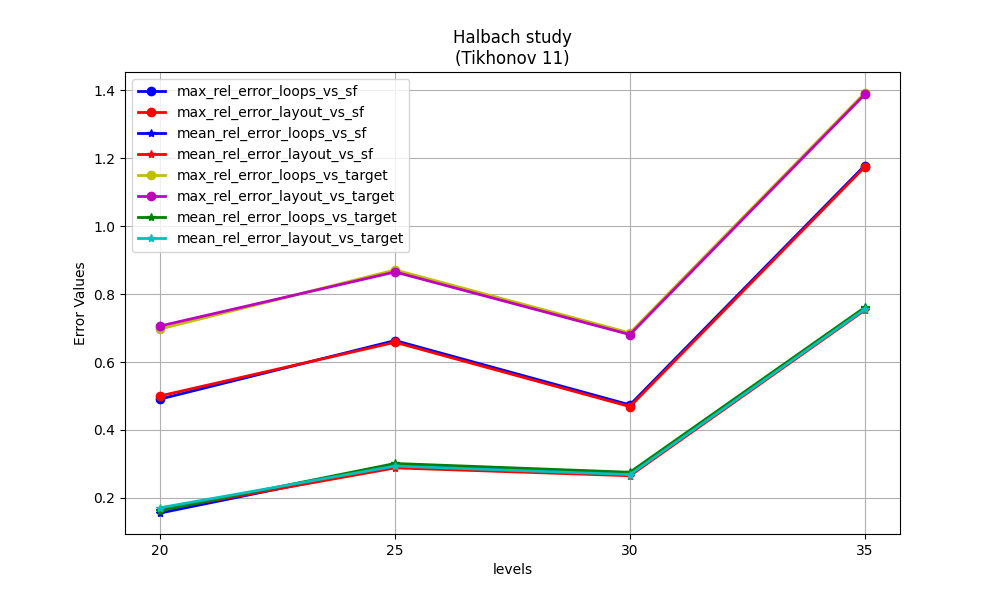 Halbach study
(Tikhonov 11)
max_rel_error_loops_vs_sf
max_rel_error_layout_vs_sf
mean_rel_error_loops_vs_sf
mean_rel_error_layout_vs_sf
max_rel_error_loops_vs_target
max_rel_error_layout_vs_target
mean_rel_error_loops_vs_target
mean_rel_error_layout_vs_target
Error Values
1.4
1.2
1.0
0.8
0.6
0.4
0.2
20 25 30 35
levels